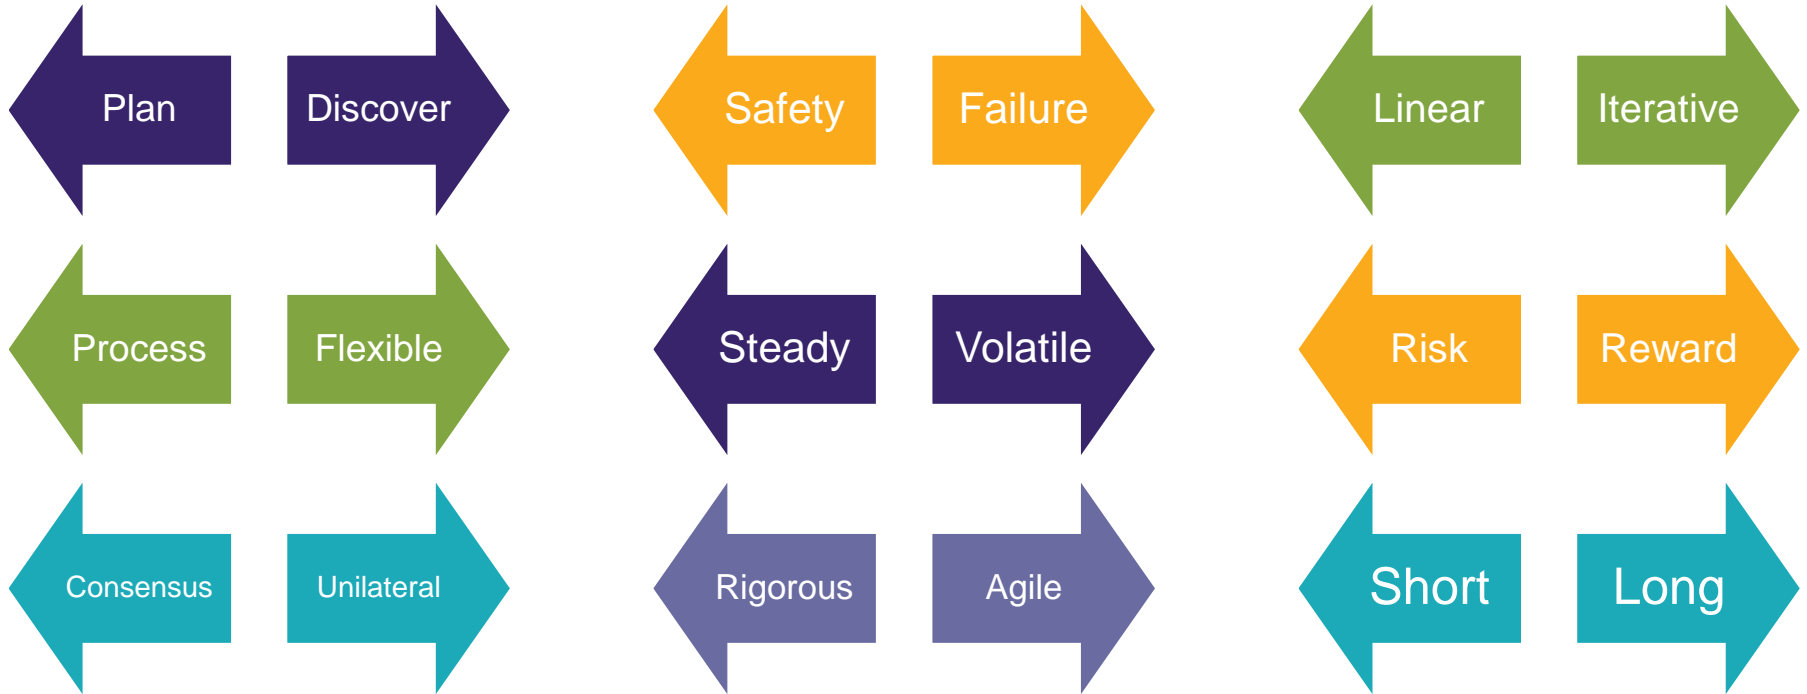 Plan
Discover
Safety
Failure
Linear
Iterative
Process
Flexible
Steady
Volatile
Risk
Reward
Consensus
Unilateral
Rigorous
Agile
Short
Long